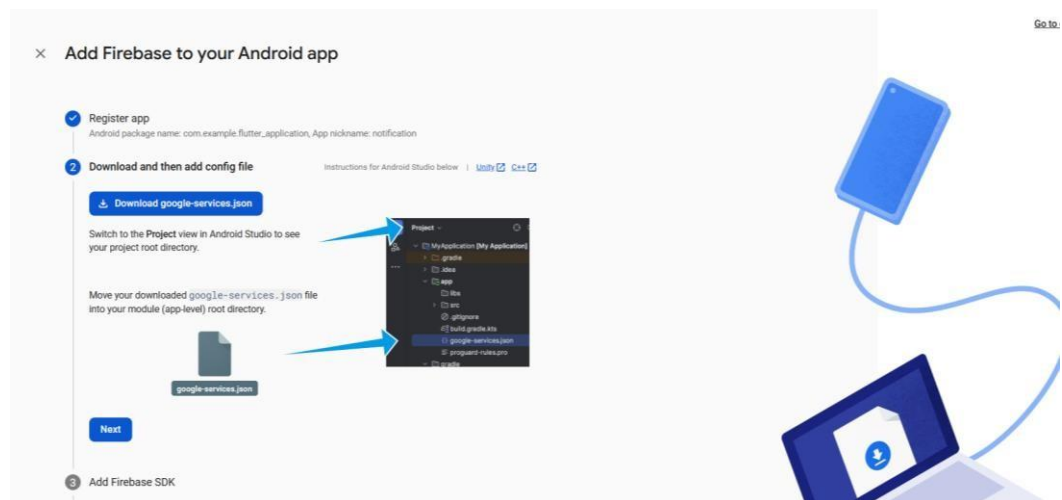 Go to
Add Firebase to your Android app
Register app
Android package name: com.example.flutter_application, App nickname: notification
2 Download and then add config file
Instructions for Android Studio below | Unity C++
Download google-services.json
Switch to the Project view in Android Studio to see
your project root directory.
Project
MyApplication [My Application]
.gradle
.idea
app
libs
src
.gitignore
build.gradle.kts
google-services.json
proguard-rules.pro
gradle
Move your downloaded google-services.json file
into your module (app-level) root directory.
google-services.json
Next
3 Add Firebase SDK